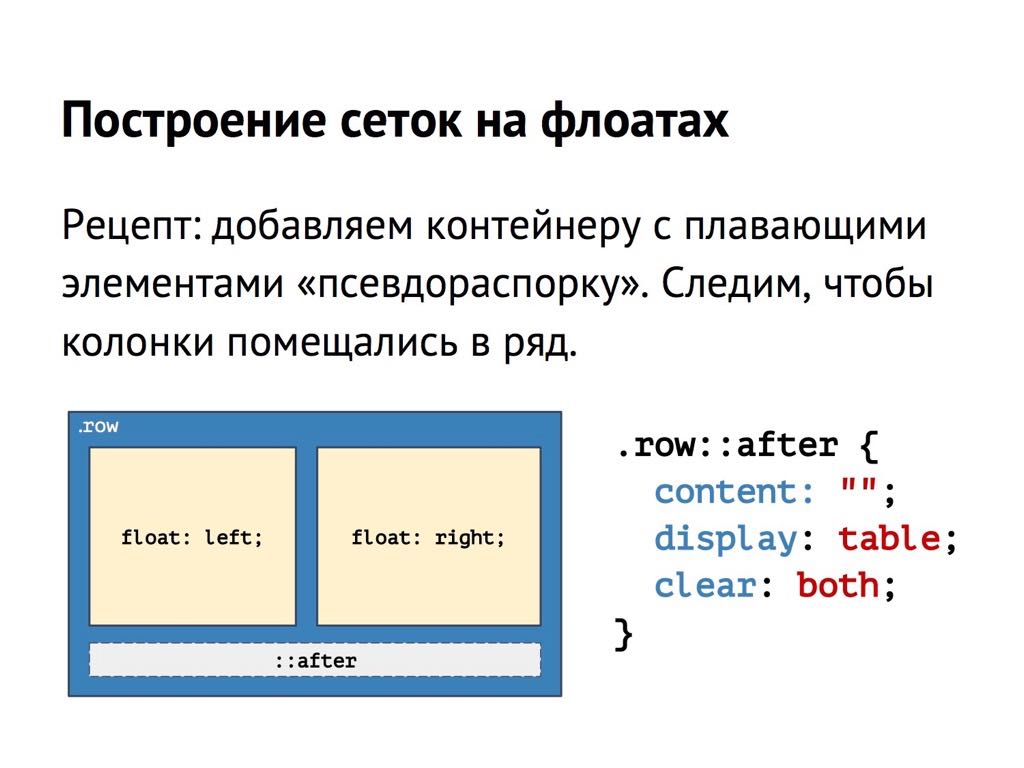 Построение сеток на флоатах
Рецепт: добавляем контейнеру с плавающими
элементами «псевдораспорку». Следим, чтобы
колонки помещались в ряд.
.row
float: left;
float: right;
::after
.row::after {
content: "";
display: table;
clear: both;
}